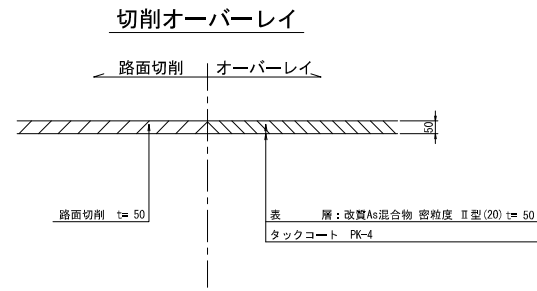 切削オーバーレイ
路面切削 オーバーレイ
50
路面切削 t= 50
表 層：改質As混合物 密粒度 Ⅱ型(20) t= 50
タックコート PK-4